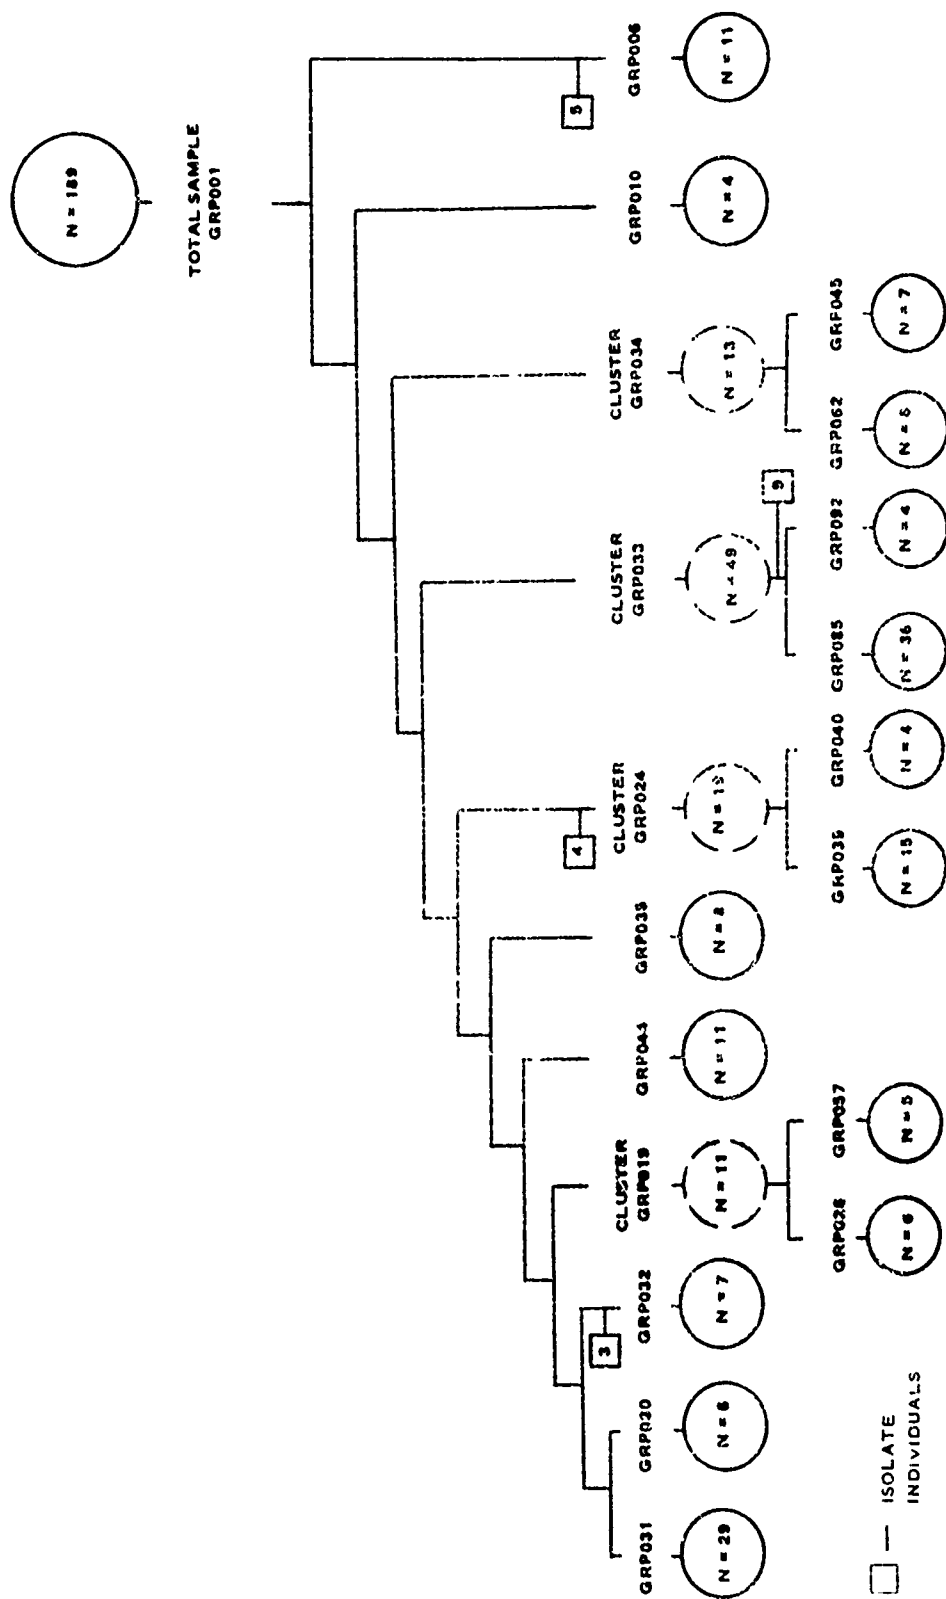 N = 189
TOTAL SAMPLE
GRP001
3
4
5
GRP031
GRP020
GRP032
CLUSTER
GRP019
GRP044
GRP035
CLUSTER
GRP024
CLUSTER
GRP033
CLUSTER
GRP034
GRP010
GRP006
N = 29
N = 6
N = 7
N = 11
N = 11
N = 8
N = 19
N = 49
N = 13
N = 4
N = 11
9
GRP057
GRP039
GRP040
GRP085
GRP092
GRP062
GRP045
N = 6
N = 5
N = 15
N = 4
N = 36
N = 4
N = 6
N = 7
— ISOLATE
INDIVIDUALS